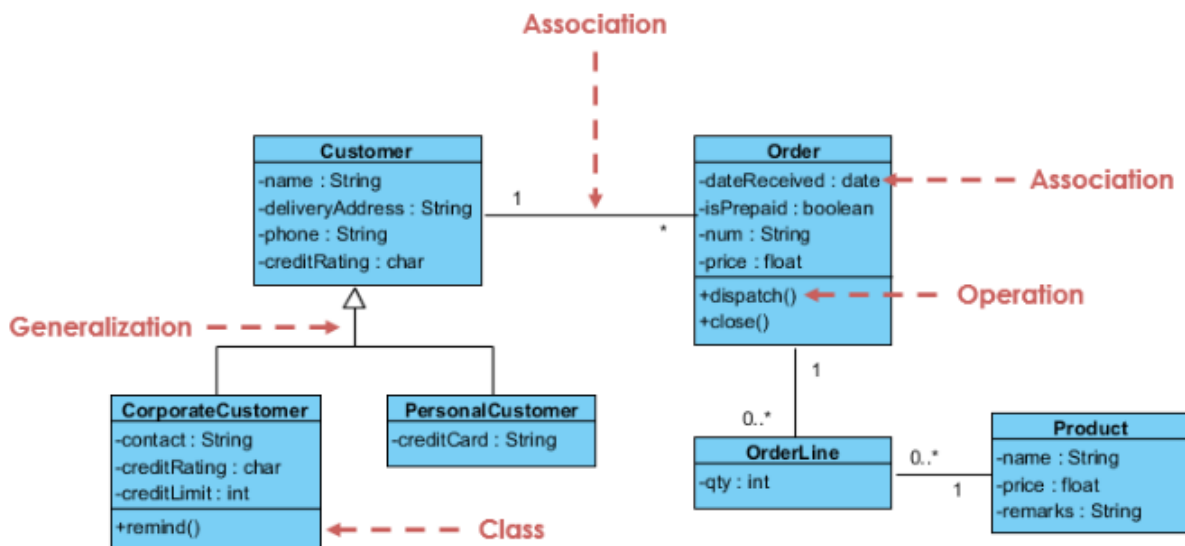 Association
Customer
-name : String
-deliveryAddress : String
-phone : String
-creditRating : char
1
*
Order
-dateReceived : date
-isPrepaid : boolean
-num : String
-price : float
+dispatch()
+close()
Association
Operation
Generalization
CorporateCustomer
-contact : String
-creditRating : char
-creditLimit : int
+remind()
Class
PersonalCustomer
-creditCard : String
1
0..*
OrderLine
-qty : int
0..*
1
Product
-name : String
-price : float
-remarks : String